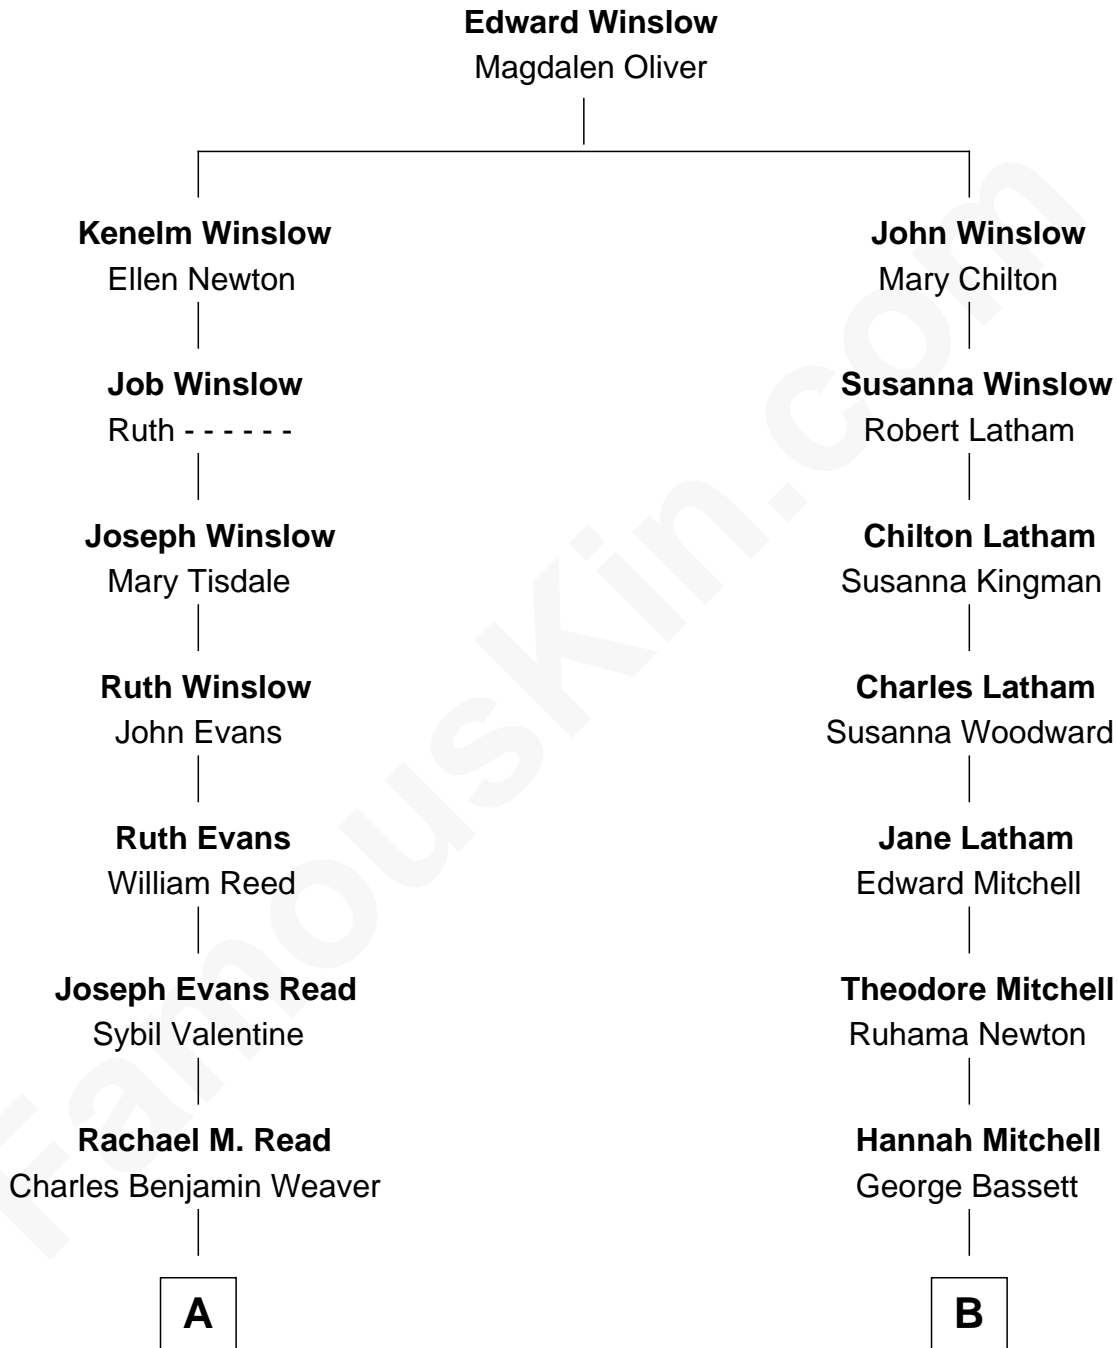 Edward Winslow
Magdalen Oliver
Kenelm Winslow
Ellen Newton
Job Winslow
Ruth - - - - - -
Joseph Winslow
Mary Tisdale
Ruth Winslow
John Evans
Ruth Evans
William Reed
Joseph Evans Read
Sybil Valentine
Rachael M. Read
Charles Benjamin Weaver
A
John Winslow
Mary Chilton
Susanna Winslow
Robert Latham
Chilton Latham
Susanna Kingman
Charles Latham
Susanna Woodward
Jane Latham
Edward Mitchell
Theodore Mitchell
Ruhama Newton
Hannah Mitchell
George Bassett
B
FamousKin.com